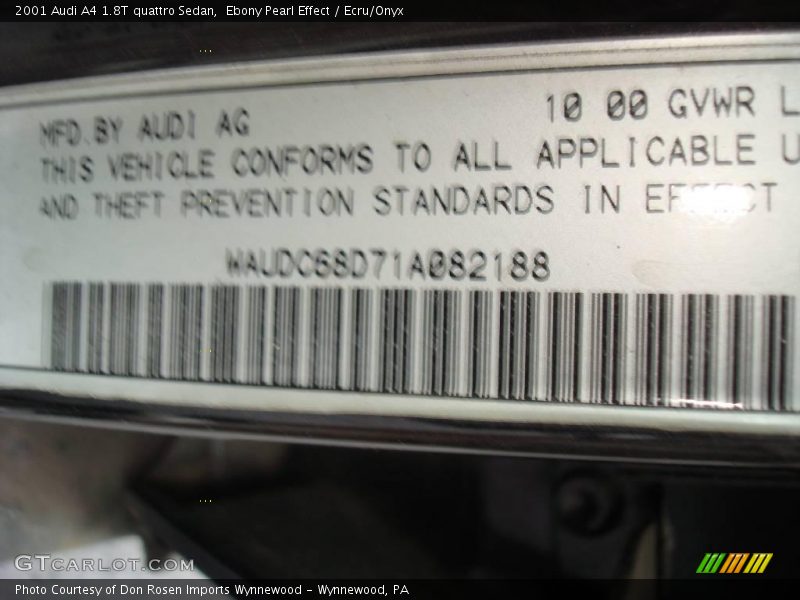 2001 Audi A4 1.8T quattro Sedan,  Ebony Pearl Effect / Ecru/Onyx
MFD.BY AUDI AG 10 00 GVWR L
THIS VEHICLE CONFORMS TO ALL APPLICABLE U
AND THEFT PREVENTION STANDARDS IN EFFECT
WAUDC68D71A082188
GTCARLOT.COM
Photo Courtesy of Don Rosen Imports Wynnewood – Wynnewood, PA